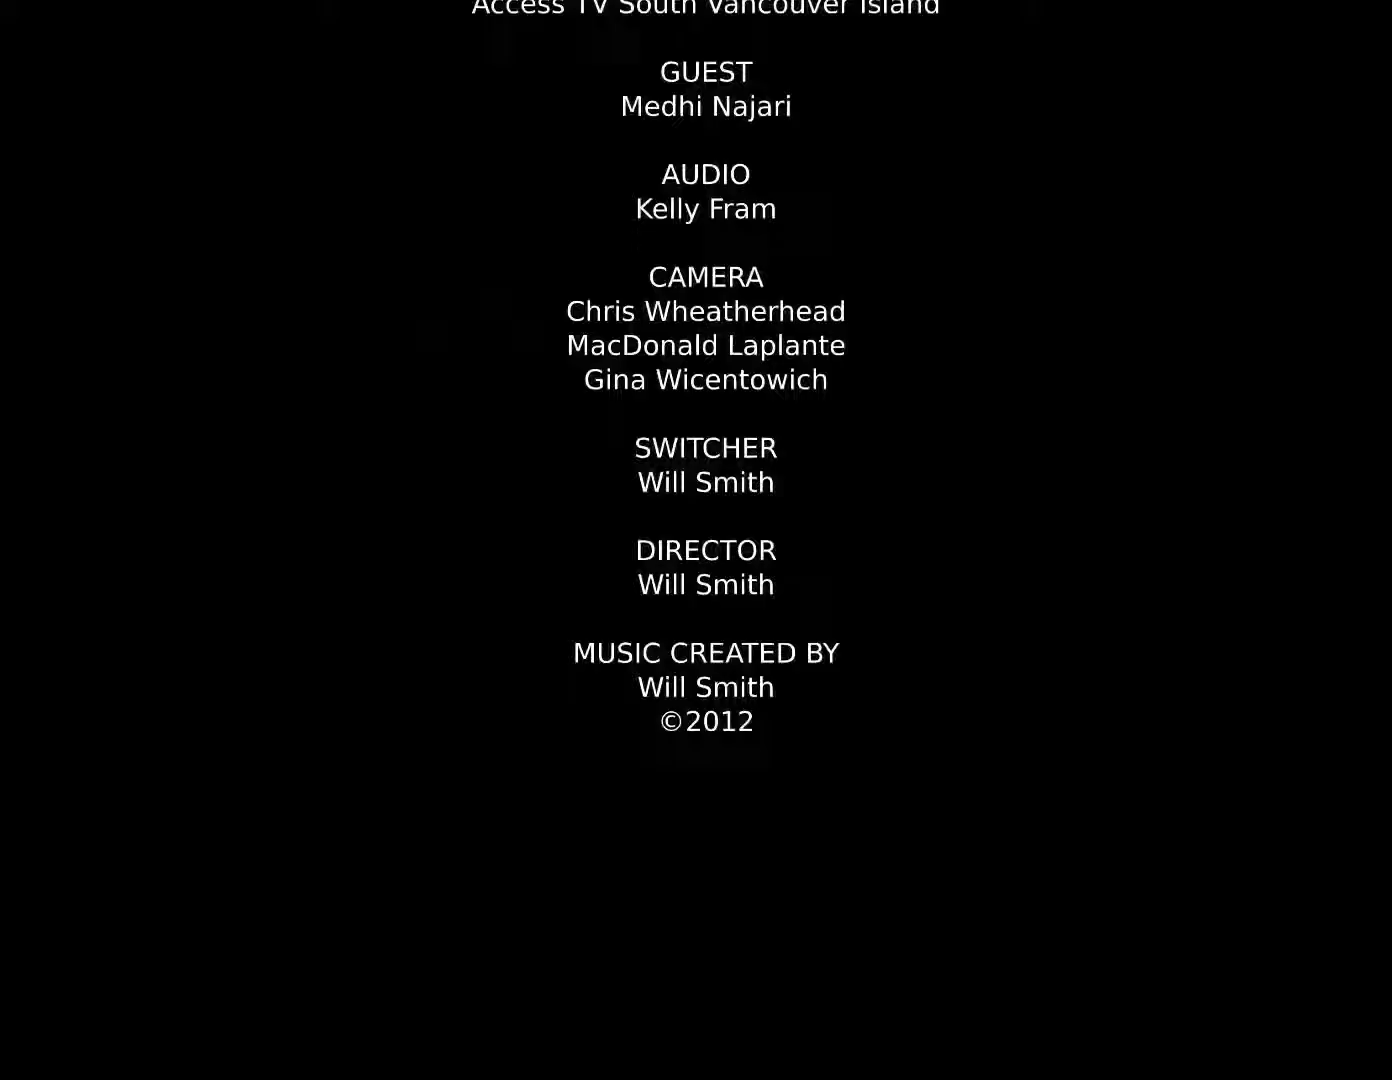 Access TV South Vancouver Island
GUEST
Medhi Najari
AUDIO
Kelly Fram
CAMERA
Chris Wheatherhead
MacDonald Laplante
Gina Wicentowich
SWITCHER
Will Smith
DIRECTOR
Will Smith
MUSIC CREATED BY
Will Smith
©2012